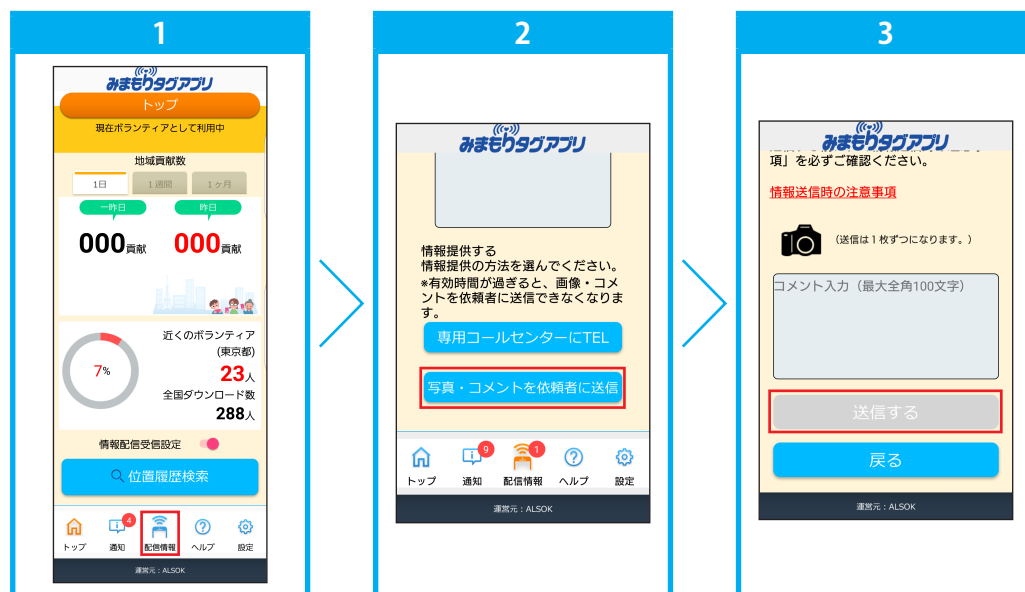 1
みまもりタグアプリ
トップ
現在ボランティアとして利用中
地域貢献数
1日 1週間 1ヶ月
一昨日 昨日
000貢献 000貢献
7%
近くのボランティア
(東京都)
23人
全国ダウンロード数
288人
情報配信受信設定
位置履歴検索
4
トップ 通知 配信情報 ヘルプ 設定
運営元：ALSOK
2
みまもりタグアプリ
情報提供する
情報提供の方法を選んでください。
*有効時間が過ぎると、画像・コメ
ントを依頼者に送信できなくなりま
す。
専用コールセンターにTEL
写真・コメントを依頼者に送信
9 1
トップ 通知 配信情報 ヘルプ 設定
運営元：ALSOK
3
みまもりタグアプリ
項」を必ずご確認ください。
情報送信時の注意事項
（送信は１枚ずつになります。）
コメント入力（最大全角100文字）
送信する
戻る
運営元：ALSOK